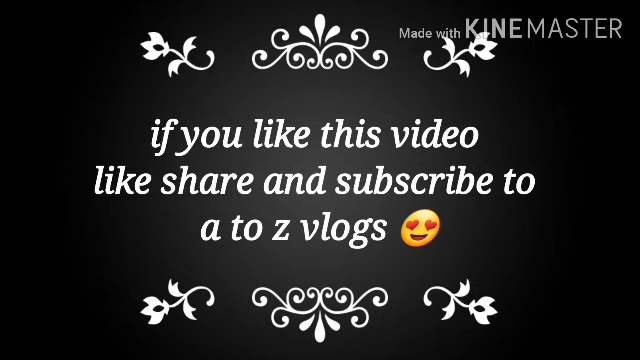 Made with KINEMASTER
if you like this video
like share and subscribe to
a to z vlogs 😍